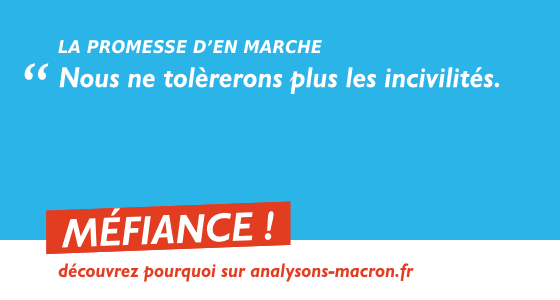 LA PROMESSE D’EN MARCHE
“ Nous ne tolèrerons plus les incivilités.
MÉFIANCE !
découvrez pourquoi sur analysons-macron.fr